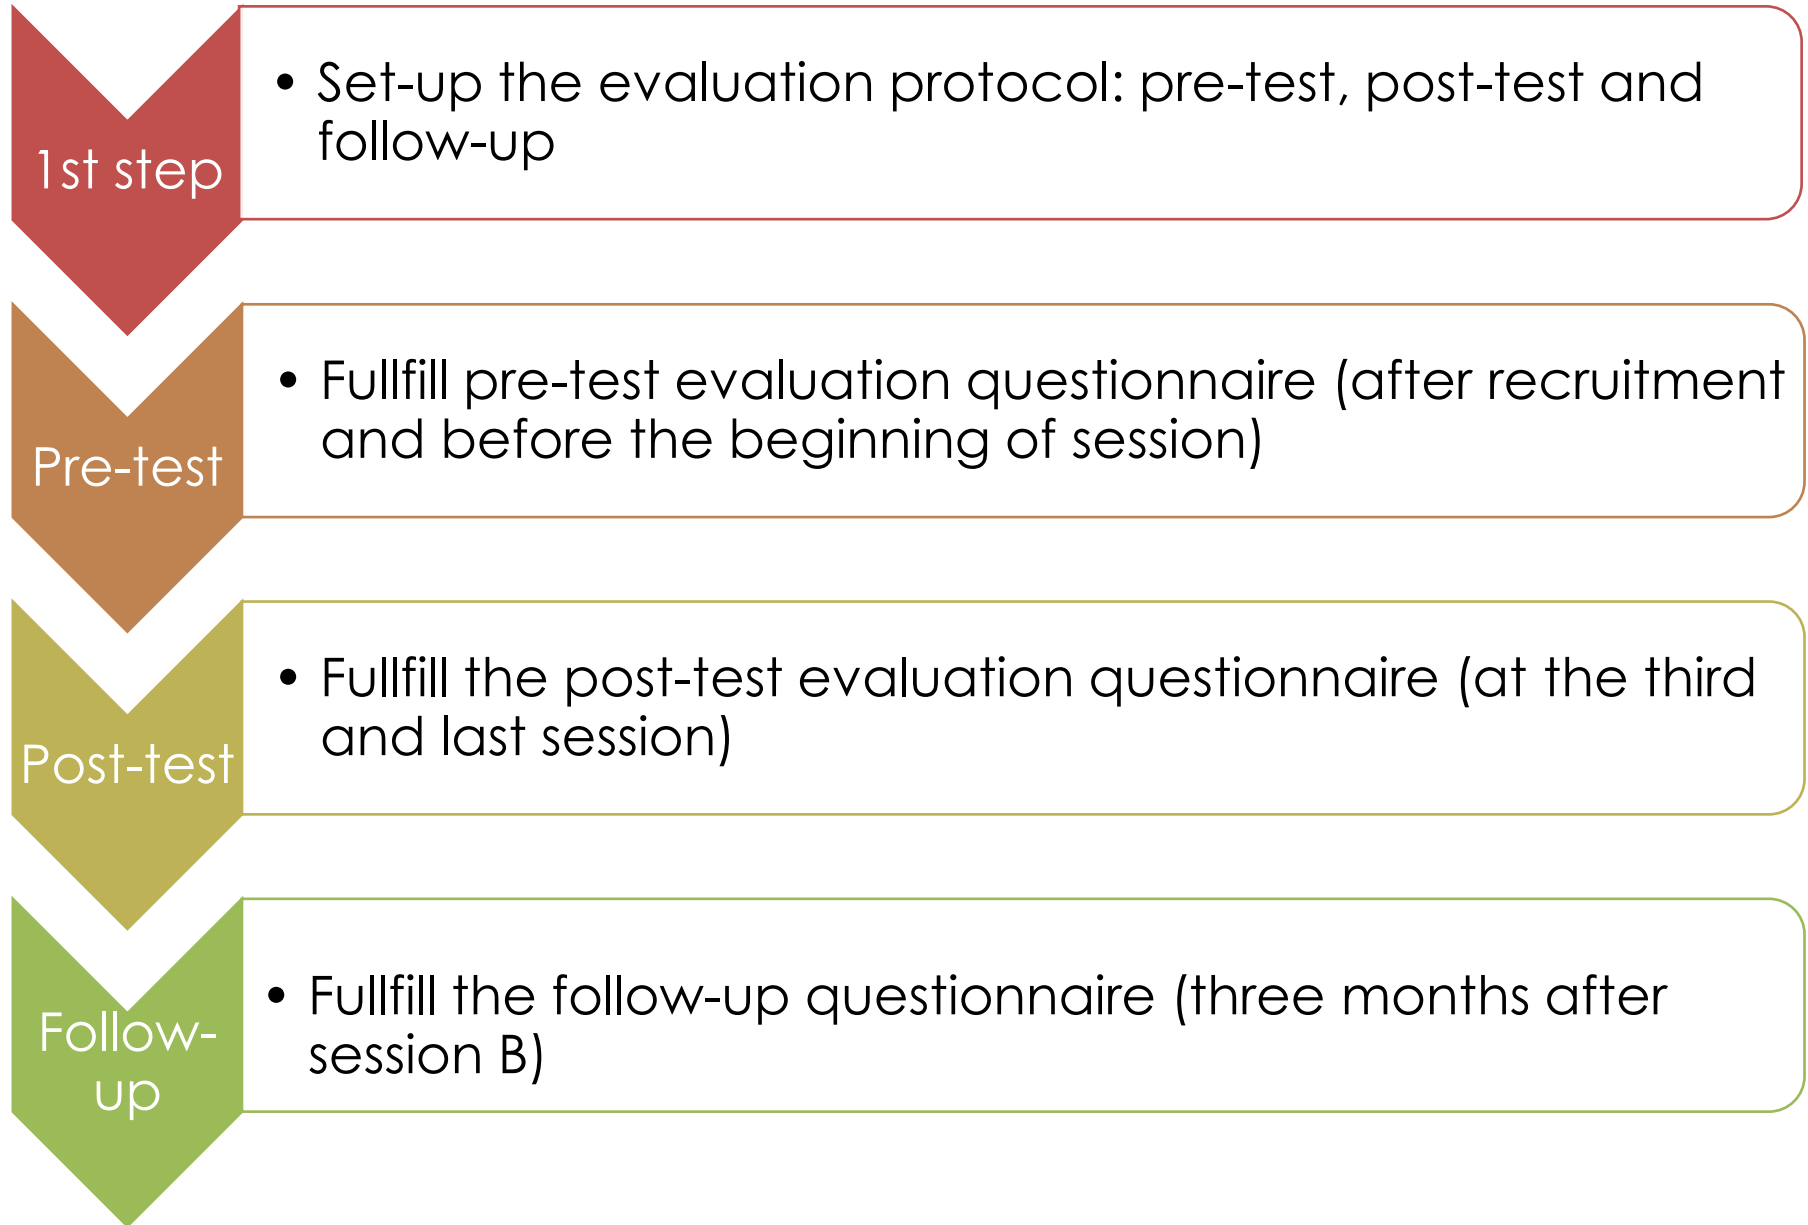 1st step
• Set-up the evaluation protocol: pre-test, post-test and
follow-up
Pre-test
• Fullfill pre-test evaluation questionnaire (after recruitment
and before the beginning of session)
Post-test
• Fullfill the post-test evaluation questionnaire (at the third
and last session)
Follow-
up
• Fullfill the follow-up questionnaire (three months after
session B)